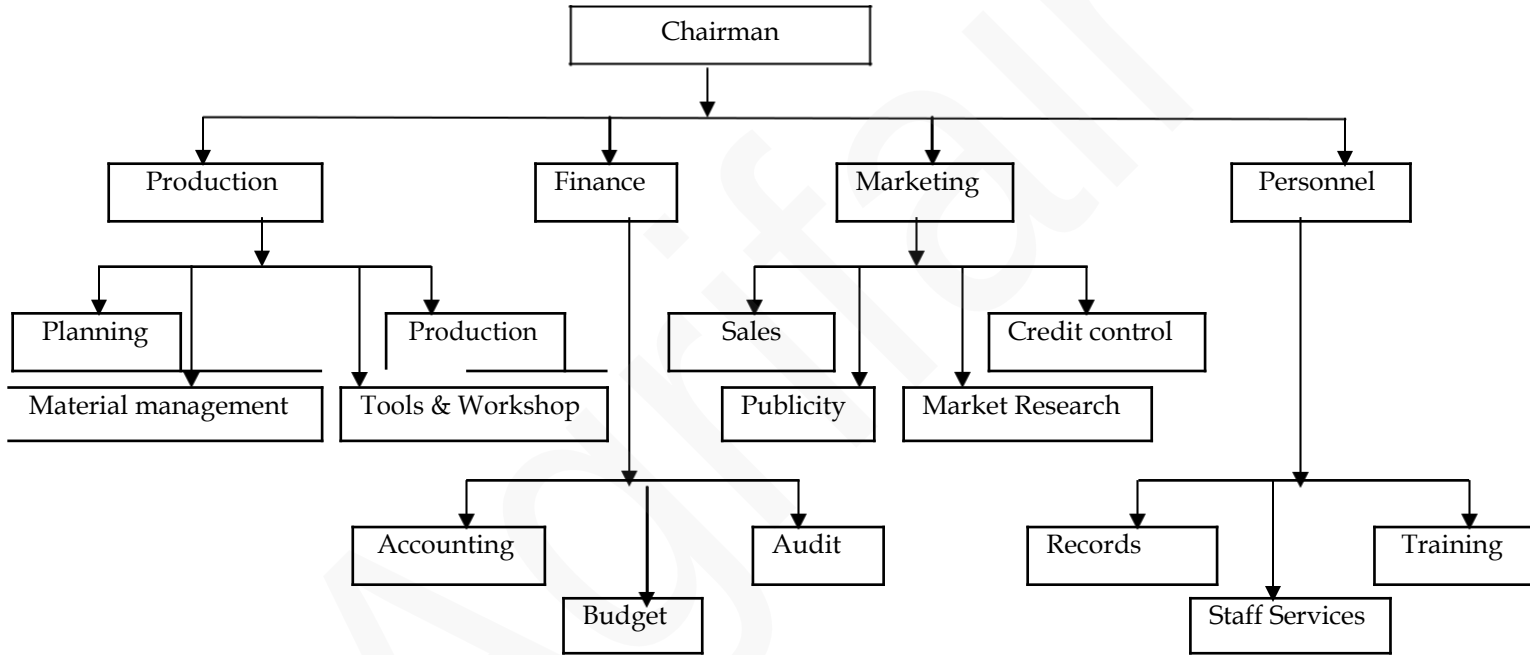 Chairman
Production
Finance
Marketing
Personnel
Planning
Production
Sales
Credit control
Material management
Tools & Workshop
Publicity
Market Research
Accounting
Audit
Records
Training
Budget
Staff Services
Agrifall